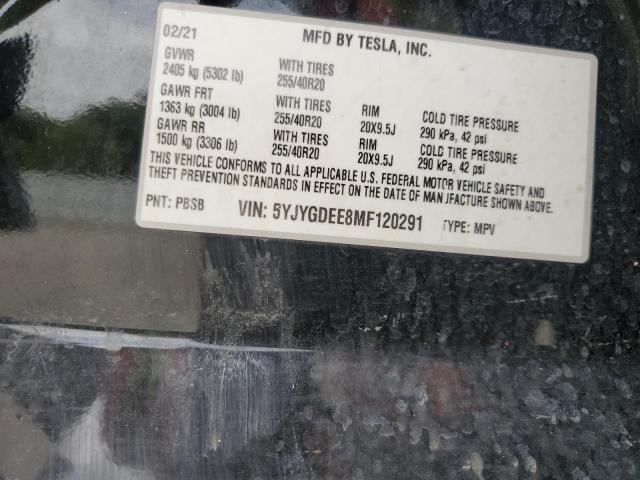 02/21 MFD BY TESLA, INC.
GVWR
2405 kg (5302 lb) WITH TIRES
255/40R20
GAWR FRT
1363 kg (3004 lb) WITH TIRES
255/40R20 RIM
20X9.5J COLD TIRE PRESSURE
290 kPa, 42 psi
GAWR RR
1500 kg (3306 lb) WITH TIRES
255/40R20 RIM
20X9.5J COLD TIRE PRESSURE
290 kPa, 42 psi
THIS VEHICLE CONFORMS TO ALL APPLICABLE U.S. FEDERAL MOTOR VEHICLE SAFETY AND
THEFT PREVENTION STANDARDS IN EFFECT ON THE DATE OF MANUFACTURE SHOWN ABOVE.
PNT: PBSB VIN: 5YJYGDEE8MF120291 TYPE: MPV